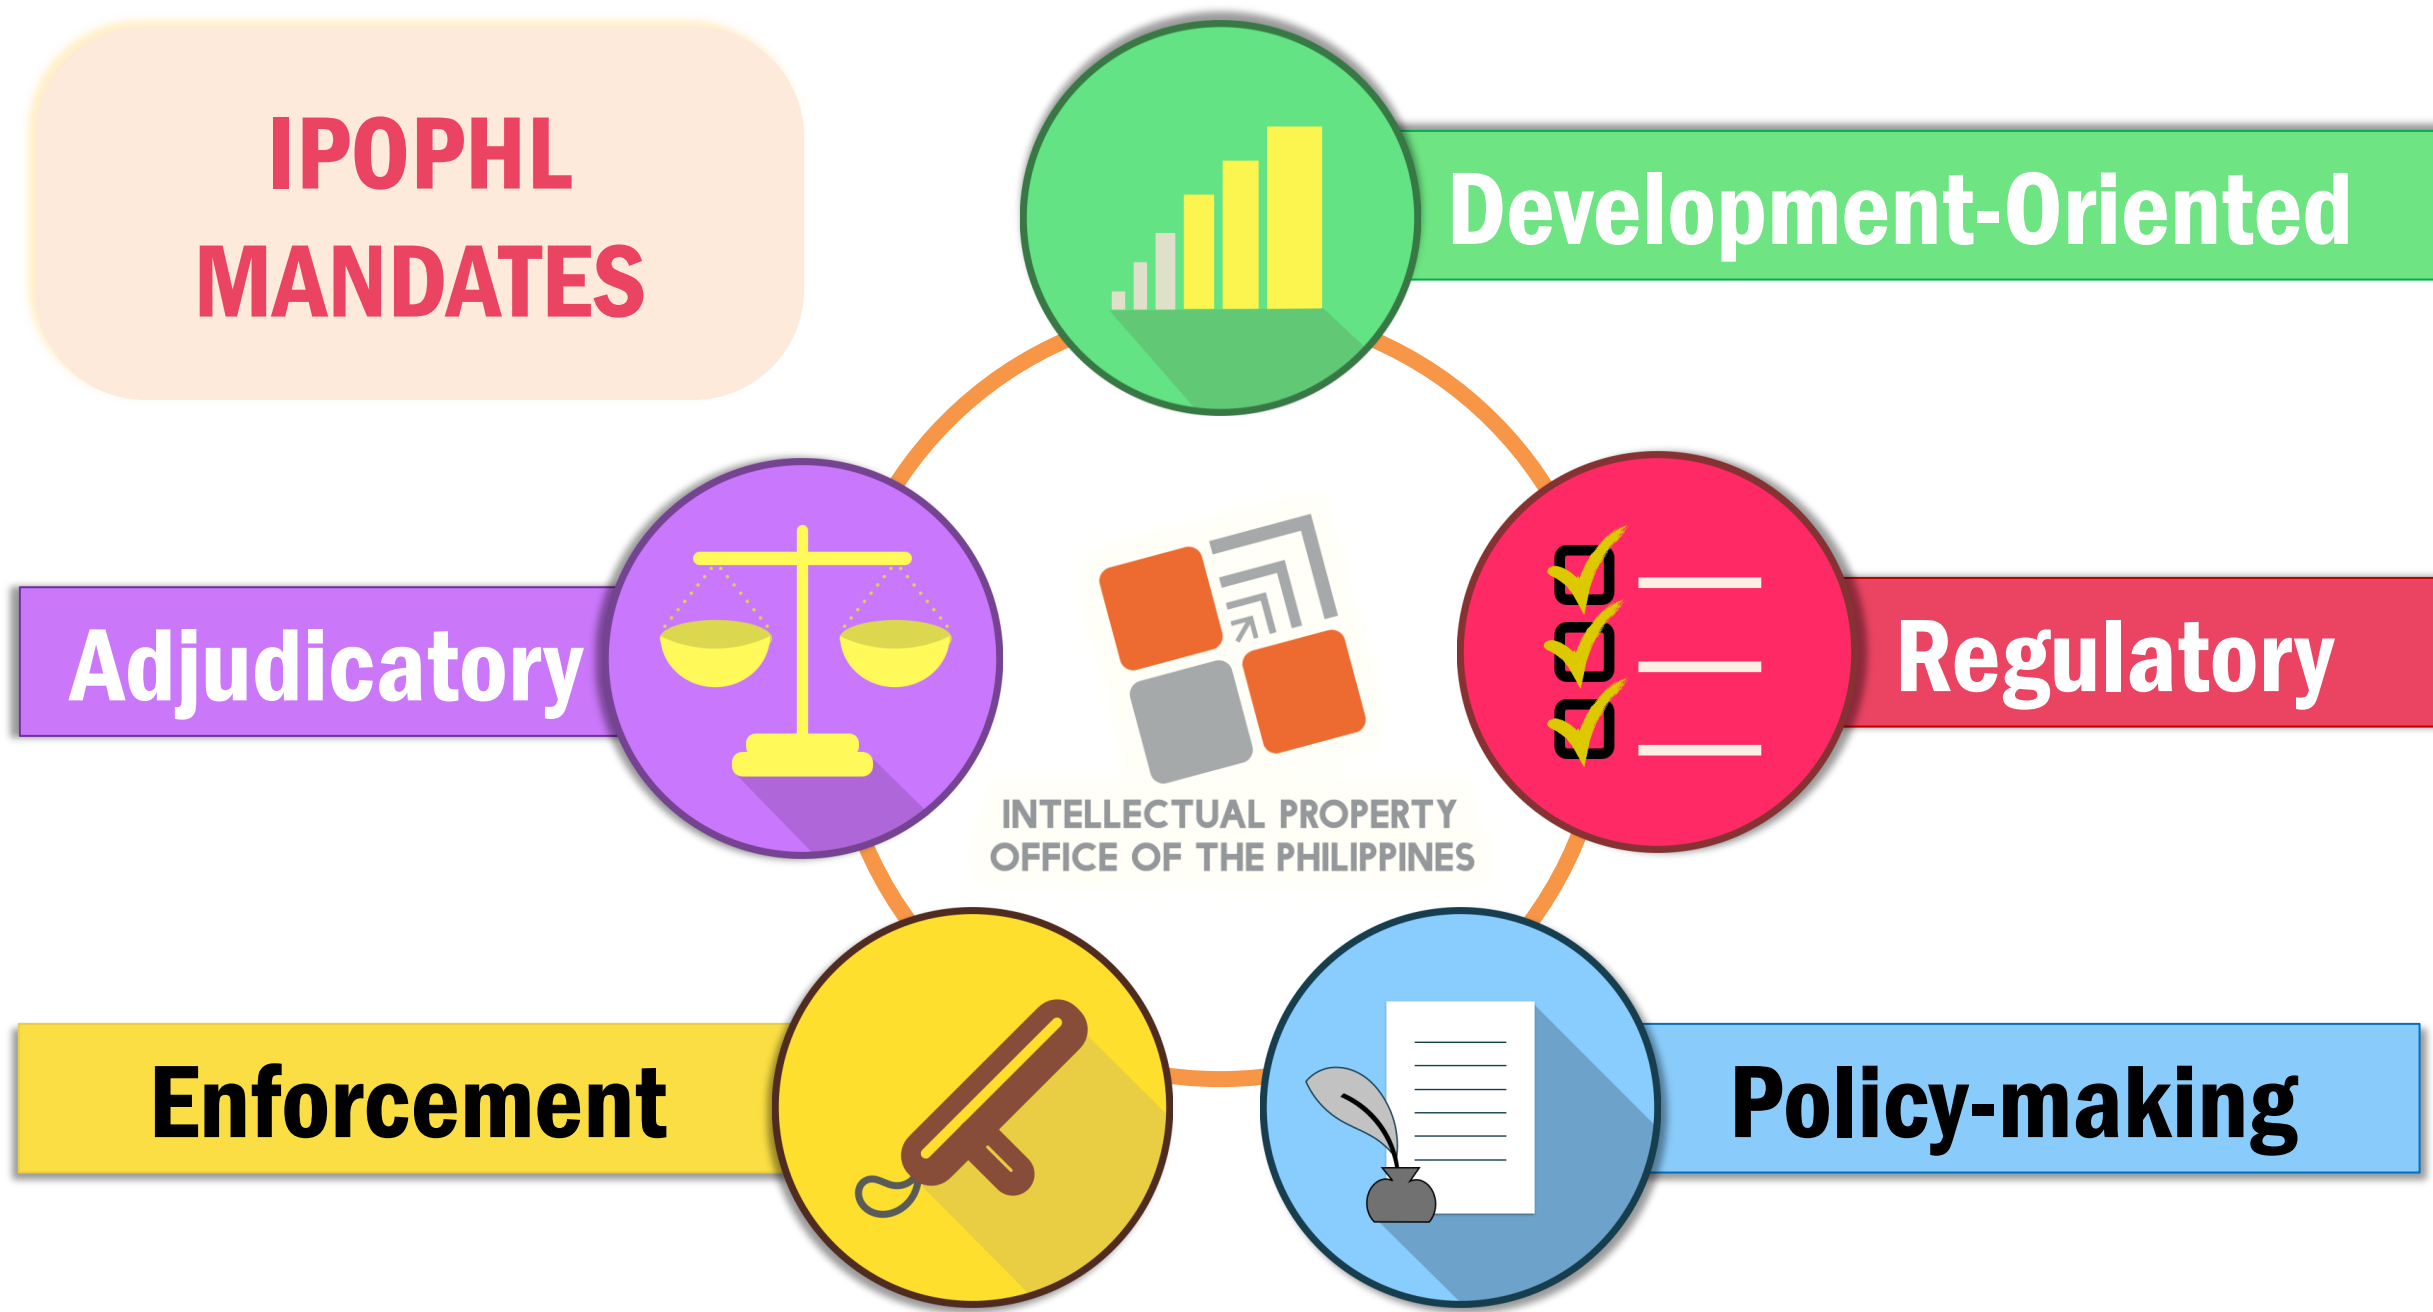 IPOPHL
MANDATES
Development-Oriented
Adjudicatory
Regulatory
INTELLECTUAL PROPERTY
OFFICE OF THE PHILIPPINES
Enforcement
Policy-making